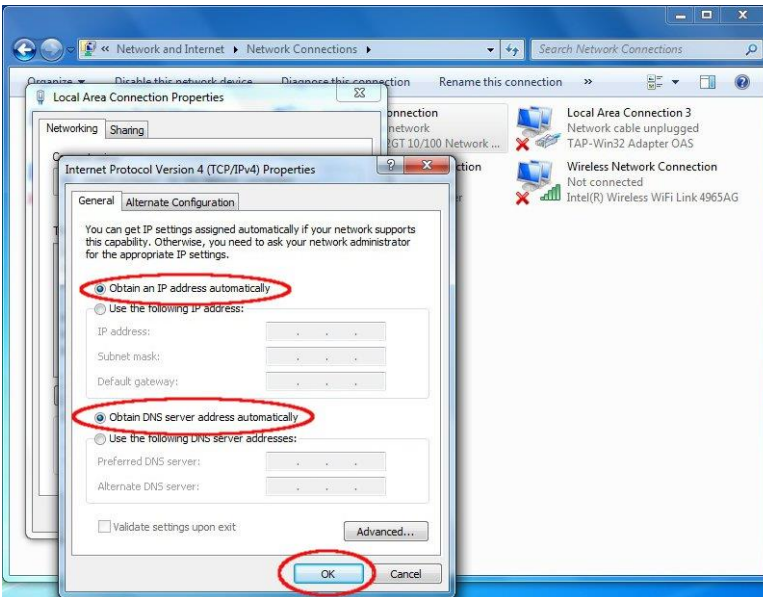 « Network and Internet ▸ Network Connections ▸
Search Network Connections
Organize Disable this network device Diagnose this connection Rename this connection »
Local Area Connection Properties
Networking Sharing
network
2GT 10/100 Network ...
Local Area Connection 3
Network cable unplugged
TAP-Win32 Adapter OAS
Wireless Network Connection
Not connected
Intel(R) Wireless WiFi Link 4965AG
Internet Protocol Version 4 (TCP/IPv4) Properties
General Alternate Configuration
You can get IP settings assigned automatically if your network supports
this capability. Otherwise, you need to ask your network administrator
for the appropriate IP settings.
Obtain an IP address automatically
Use the following IP address:
IP address:
Subnet mask:
Default gateway:
Obtain DNS server address automatically
Use the following DNS server addresses:
Preferred DNS server:
Alternate DNS server:
Validate settings upon exit
Advanced...
OK Cancel